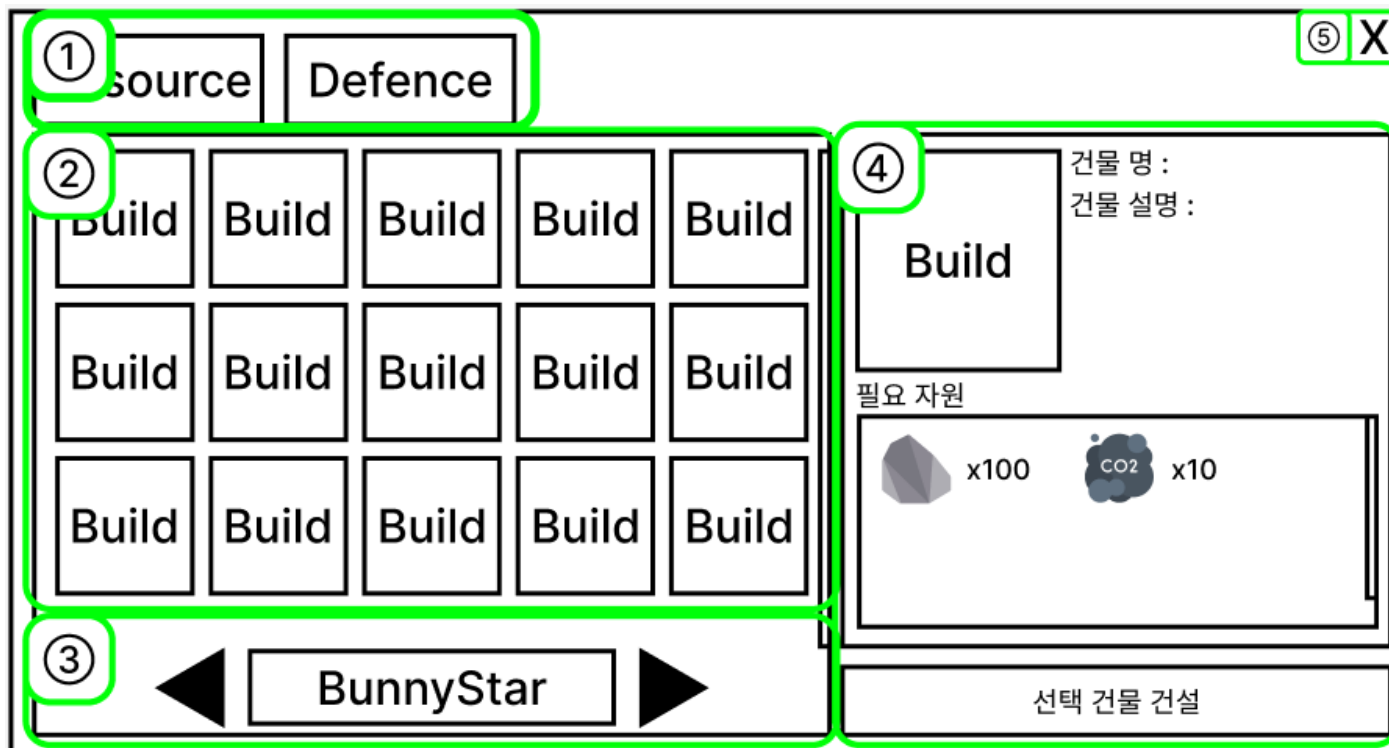 ①
source
Defence
⑤ X
②
Build Build Build Build Build
Build Build Build Build Build
Build Build Build Build Build
③
BunnyStar
④
Build
건물 명 :
건물 설명 :
필요 자원
x100
CO2
x10
선택 건물 건설